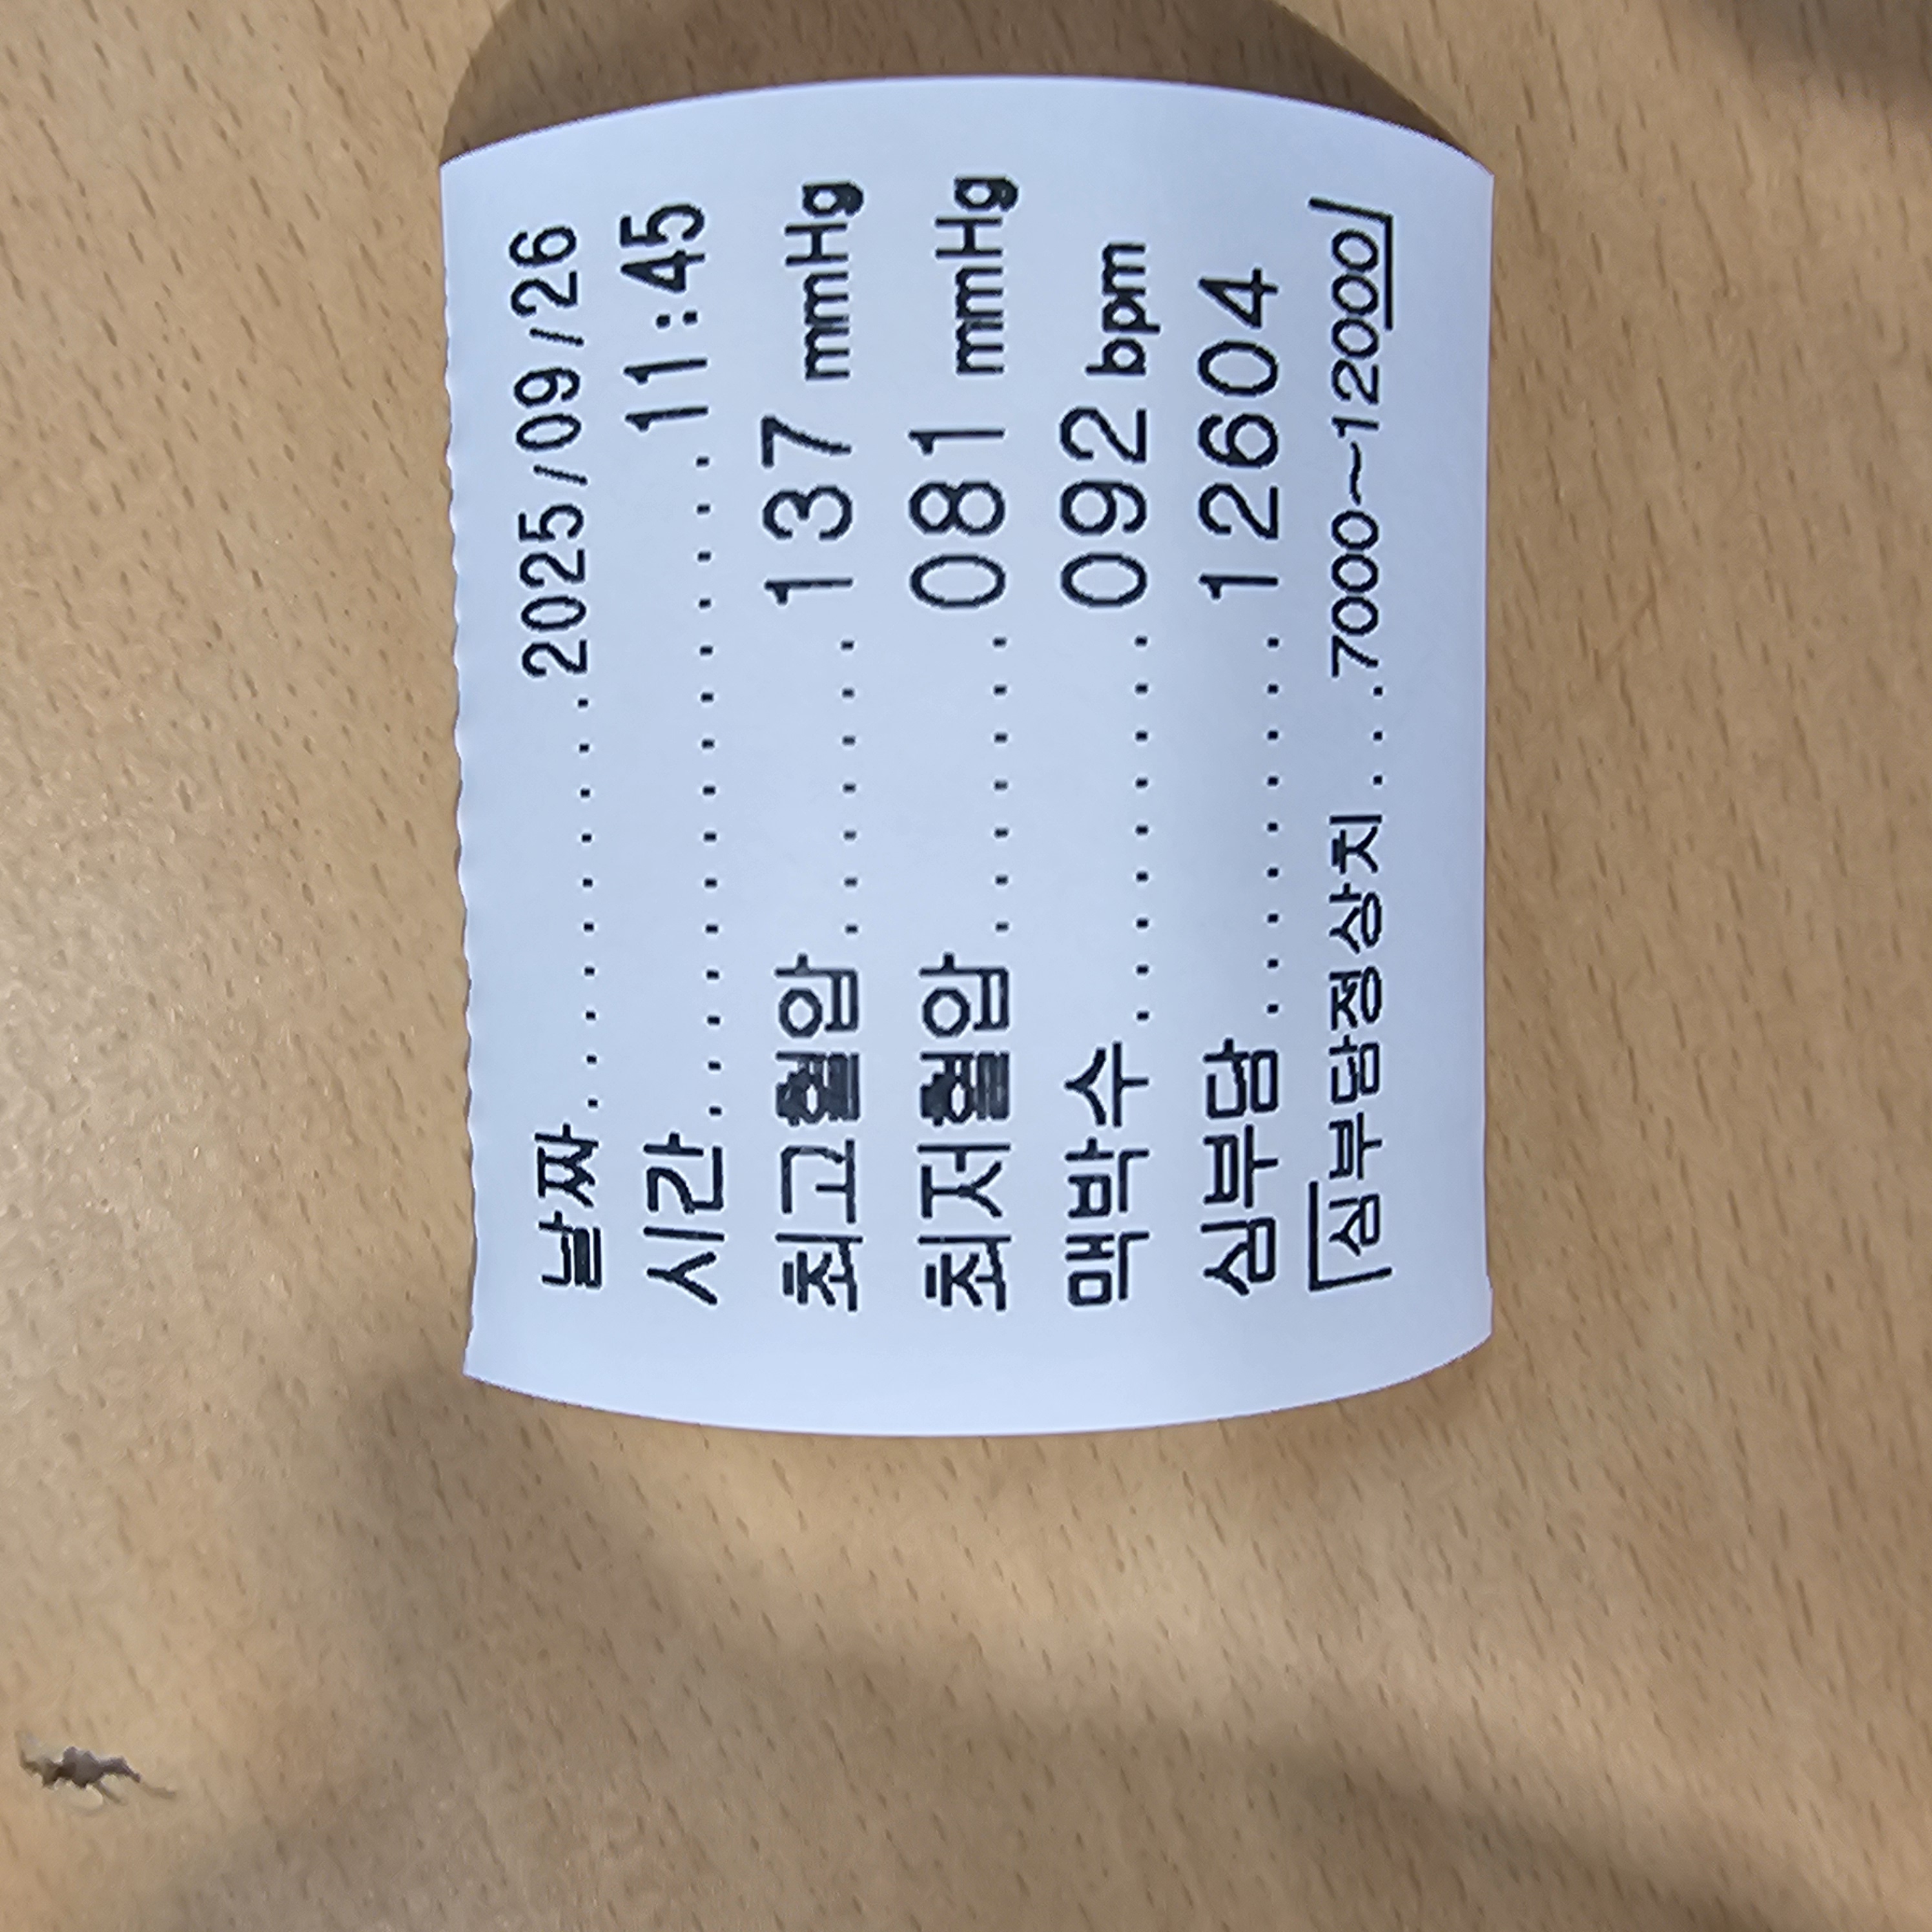 날짜............2025/09/26
시간................11:45
최고혈압........137 mmHg
최저혈압........081 mmHg
맥박수..........092 bpm
심부담..........12604
「심부담정상치...7000~12000」